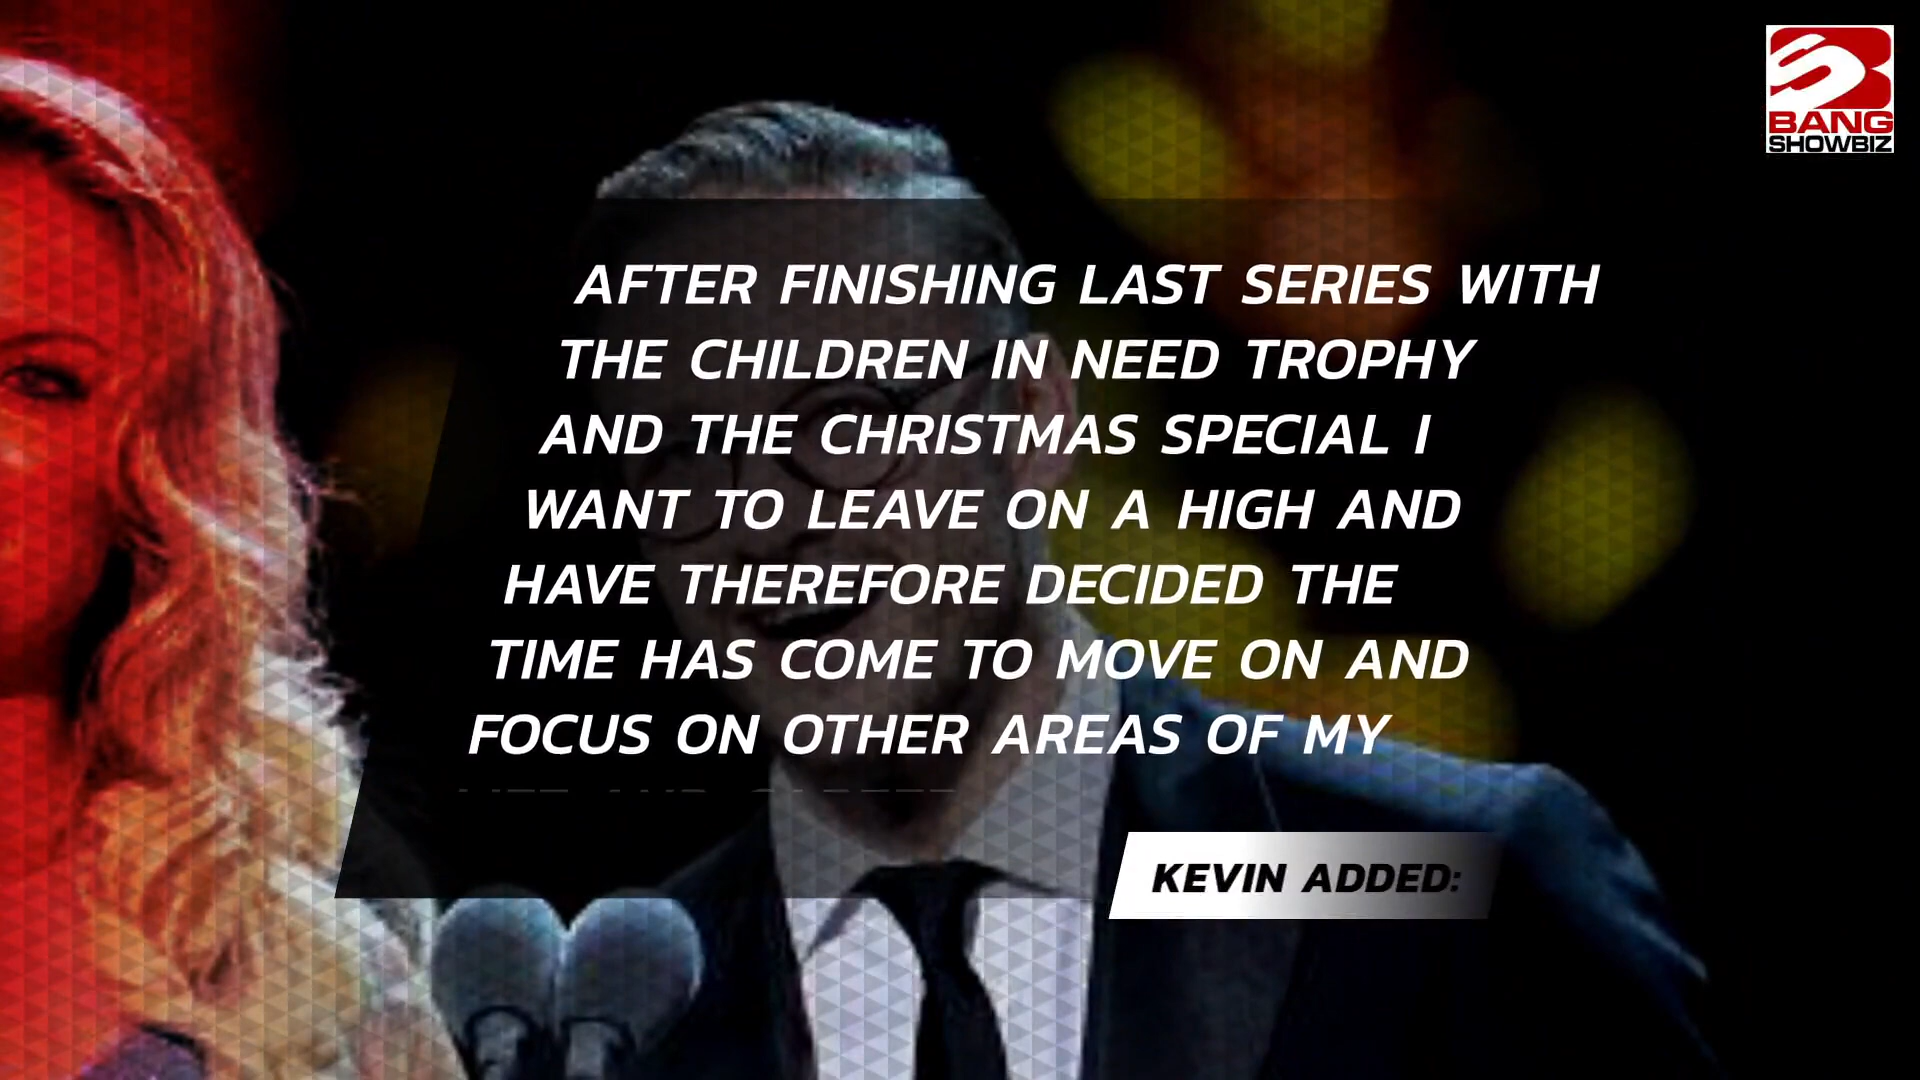 BANG
SHOWBIZ
AFTER FINISHING LAST SERIES WITH
THE CHILDREN IN NEED TROPHY
AND THE CHRISTMAS SPECIAL I
WANT TO LEAVE ON A HIGH AND
HAVE THEREFORE DECIDED THE
TIME HAS COME TO MOVE ON AND
FOCUS ON OTHER AREAS OF MY
KEVIN ADDED: